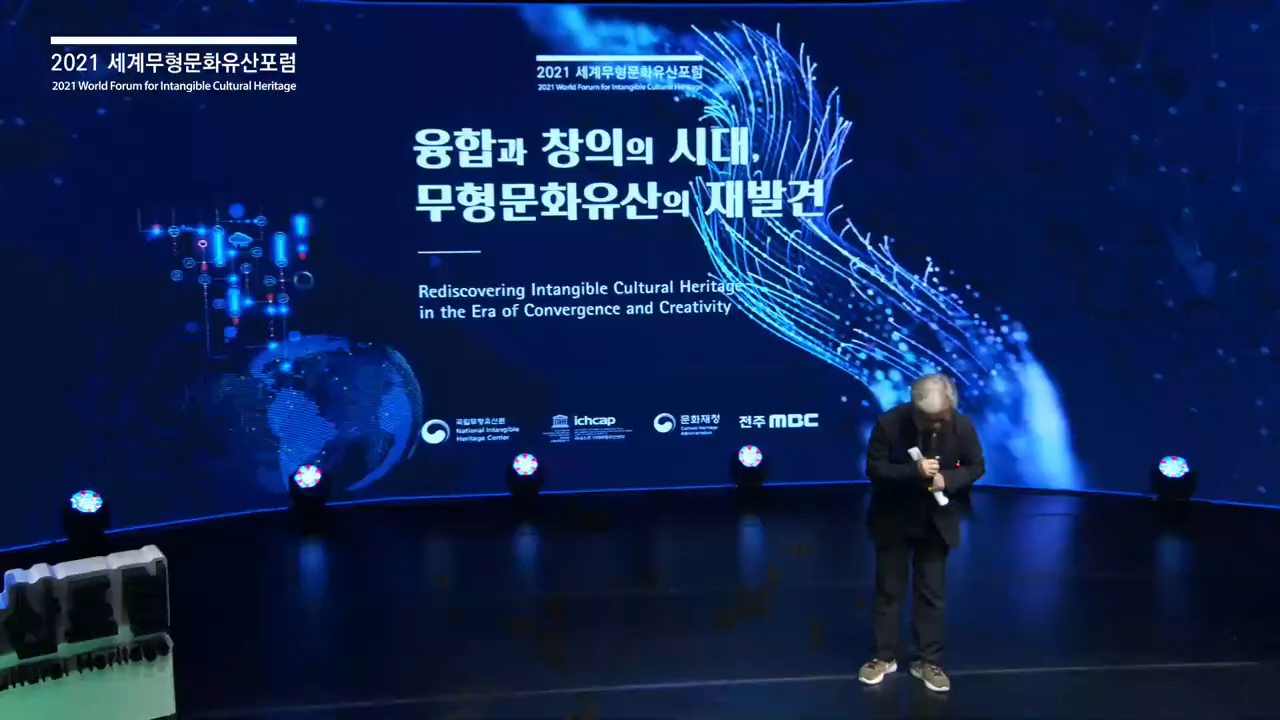 2021 세계무형문화유산포럼
2021 World Forum for Intangible Cultural Heritage
2021 세계무형문화유산포럼
2021 World Forum for Intangible Cultural Heritage
융합과 창의의 시대,
무형문화유산의 재발견
Rediscovering Intangible Cultural Heritage
in the Era of Convergence and Creativity
국립무형유산원
National Intangible
Heritage Center
ichcap
문화재청
Cultural Heritage
Administration
전주 MBC